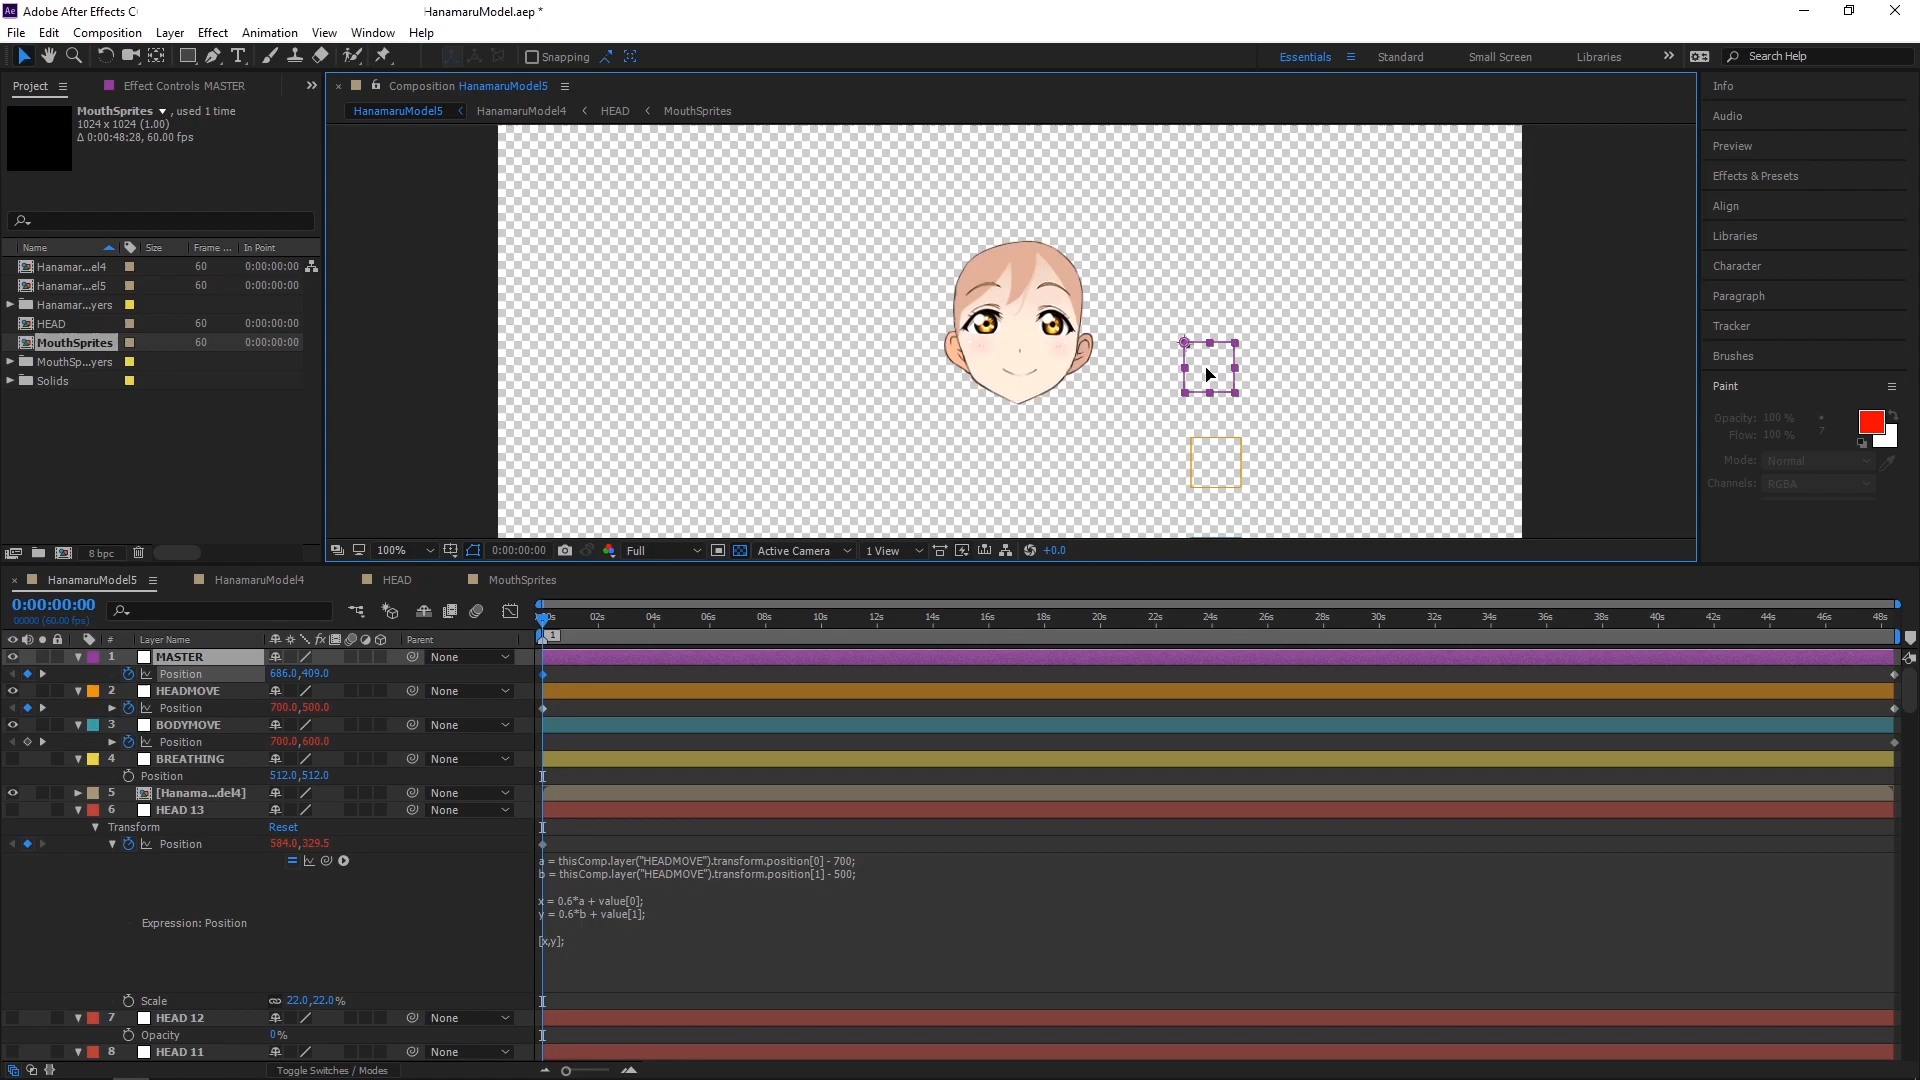 Ae Adobe After Effects C HanamaruModel.aep *
File Edit Composition Layer Effect Animation View Window Help
Snapping Essentials Standard Small Screen Libraries Search Help
Project Effect Controls MASTER
MouthSprites , used 1 time
1024 x 1024 (1.00)
Δ 0:00:48:28, 60.00 fps
Name Size Frame ... In Point
Hanamar...el4 60 0:00:00:00
Hanamar...el5 60 0:00:00:00
Hanamar...yers
HEAD 60 0:00:00:00
MouthSprites 60 0:00:00:00
MouthSp...yers
Solids
8 bpc
Composition HanamaruModel5
HanamaruModel5 HanamaruModel4 HEAD MouthSprites
100% 0:00:00:00 Full Active Camera 1 View +0.0
Info
Audio
Preview
Effects & Presets
Align
Libraries
Character
Paragraph
Tracker
Brushes
Paint
Opacity: 100 %
Flow: 100 % 7
Mode: Normal
Channels: RGBA
HanamaruModel5 HanamaruModel4 HEAD MouthSprites
0:00:00:00
00000 (60.00 fps)
02s 04s 06s 08s 10s 12s 14s 16s 18s 20s 22s 24s 26s 28s 30s 32s 34s 36s 38s 40s 42s 44s 46s 48s
# Layer Name fx Parent 1
1 MASTER None
Position 686.0,409.0
2 HEADMOVE None
Position 700.0,500.0
3 BODYMOVE None
Position 700.0,600.0
4 BREATHING None
Position 512.0,512.0
5 [Hanama...del4] None
6 HEAD 13 None
Transform Reset
Position 584.0,329.5
Expression: Position
a = thisComp.layer("HEADMOVE").transform.position[0] - 700;
b = thisComp.layer("HEADMOVE").transform.position[1] - 500;
x = 0.6*a + value[0];
y = 0.6*b + value[1];
[x,y];
Scale 22.0,22.0%
7 HEAD 12 None
Opacity 0%
8 HEAD 11 None
Toggle Switches / Modes